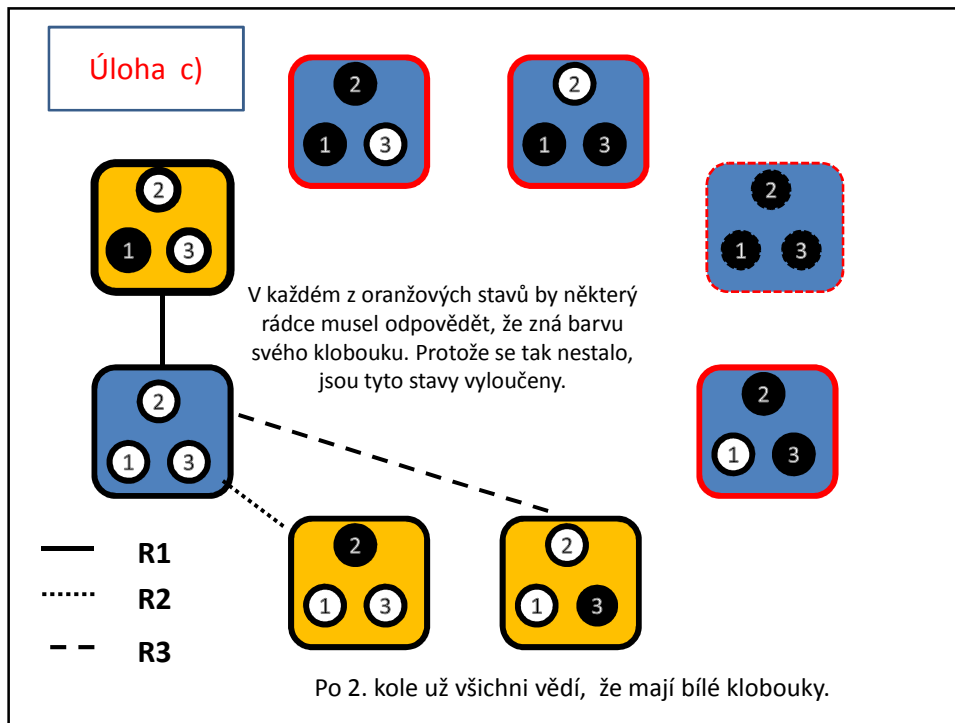 Úloha c)
2
1 3
2
1 3
2
1 3
2
1 3
V každém z oranžových stavů by některý
rádce musel odpovědět, že zná barvu
svého klobouku. Protože se tak nestalo,
jsou tyto stavy vyloučeny.
2
1 3
2
1 3
2
1 3
2
1 3
R1
R2
R3
Po 2. kole už všichni vědí, že mají bílé klobouky.